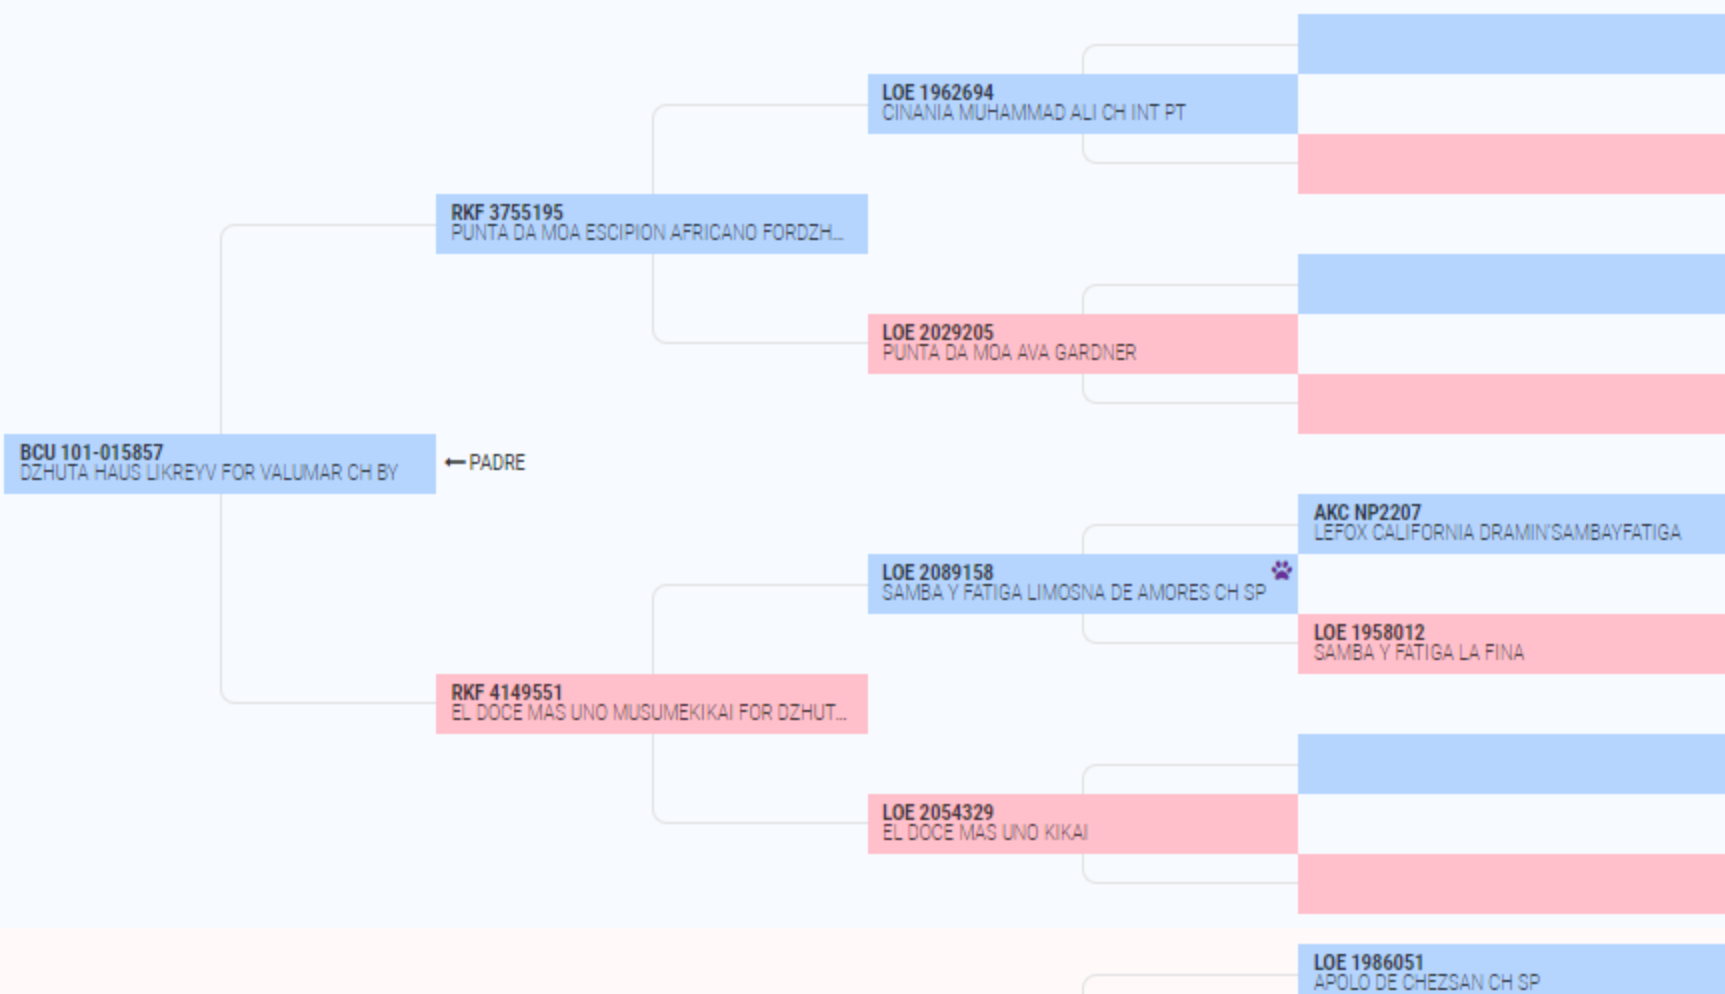 LOE 1962694
CINANIA MUHAMMAD ALI CH INT PT
RKF 3755195
PUNTA DA MOA ESCIPION AFRICANO FORDZH...
LOE 2029205
PUNTA DA MOA AVA GARDNER
BCU 101-015857
DZHUTA HAUS LIKREYV FOR VALUMAR CH BY
PADRE
AKC NP2207
LEFOX CALIFORNIA DRAMIN'SAMBAYFATIGA
LOE 2089158
SAMBA Y FATIGA LIMOSNA DE AMORES CH SP
LOE 1958012
SAMBA Y FATIGA LA FINA
RKF 4149551
EL DOCE MAS UNO MUSUMEKIKAI FOR DZHUT...
LOE 2054329
EL DOCE MAS UNO KIKAI
LOE 1986051
APOLO DE CHEZSAN CH SP